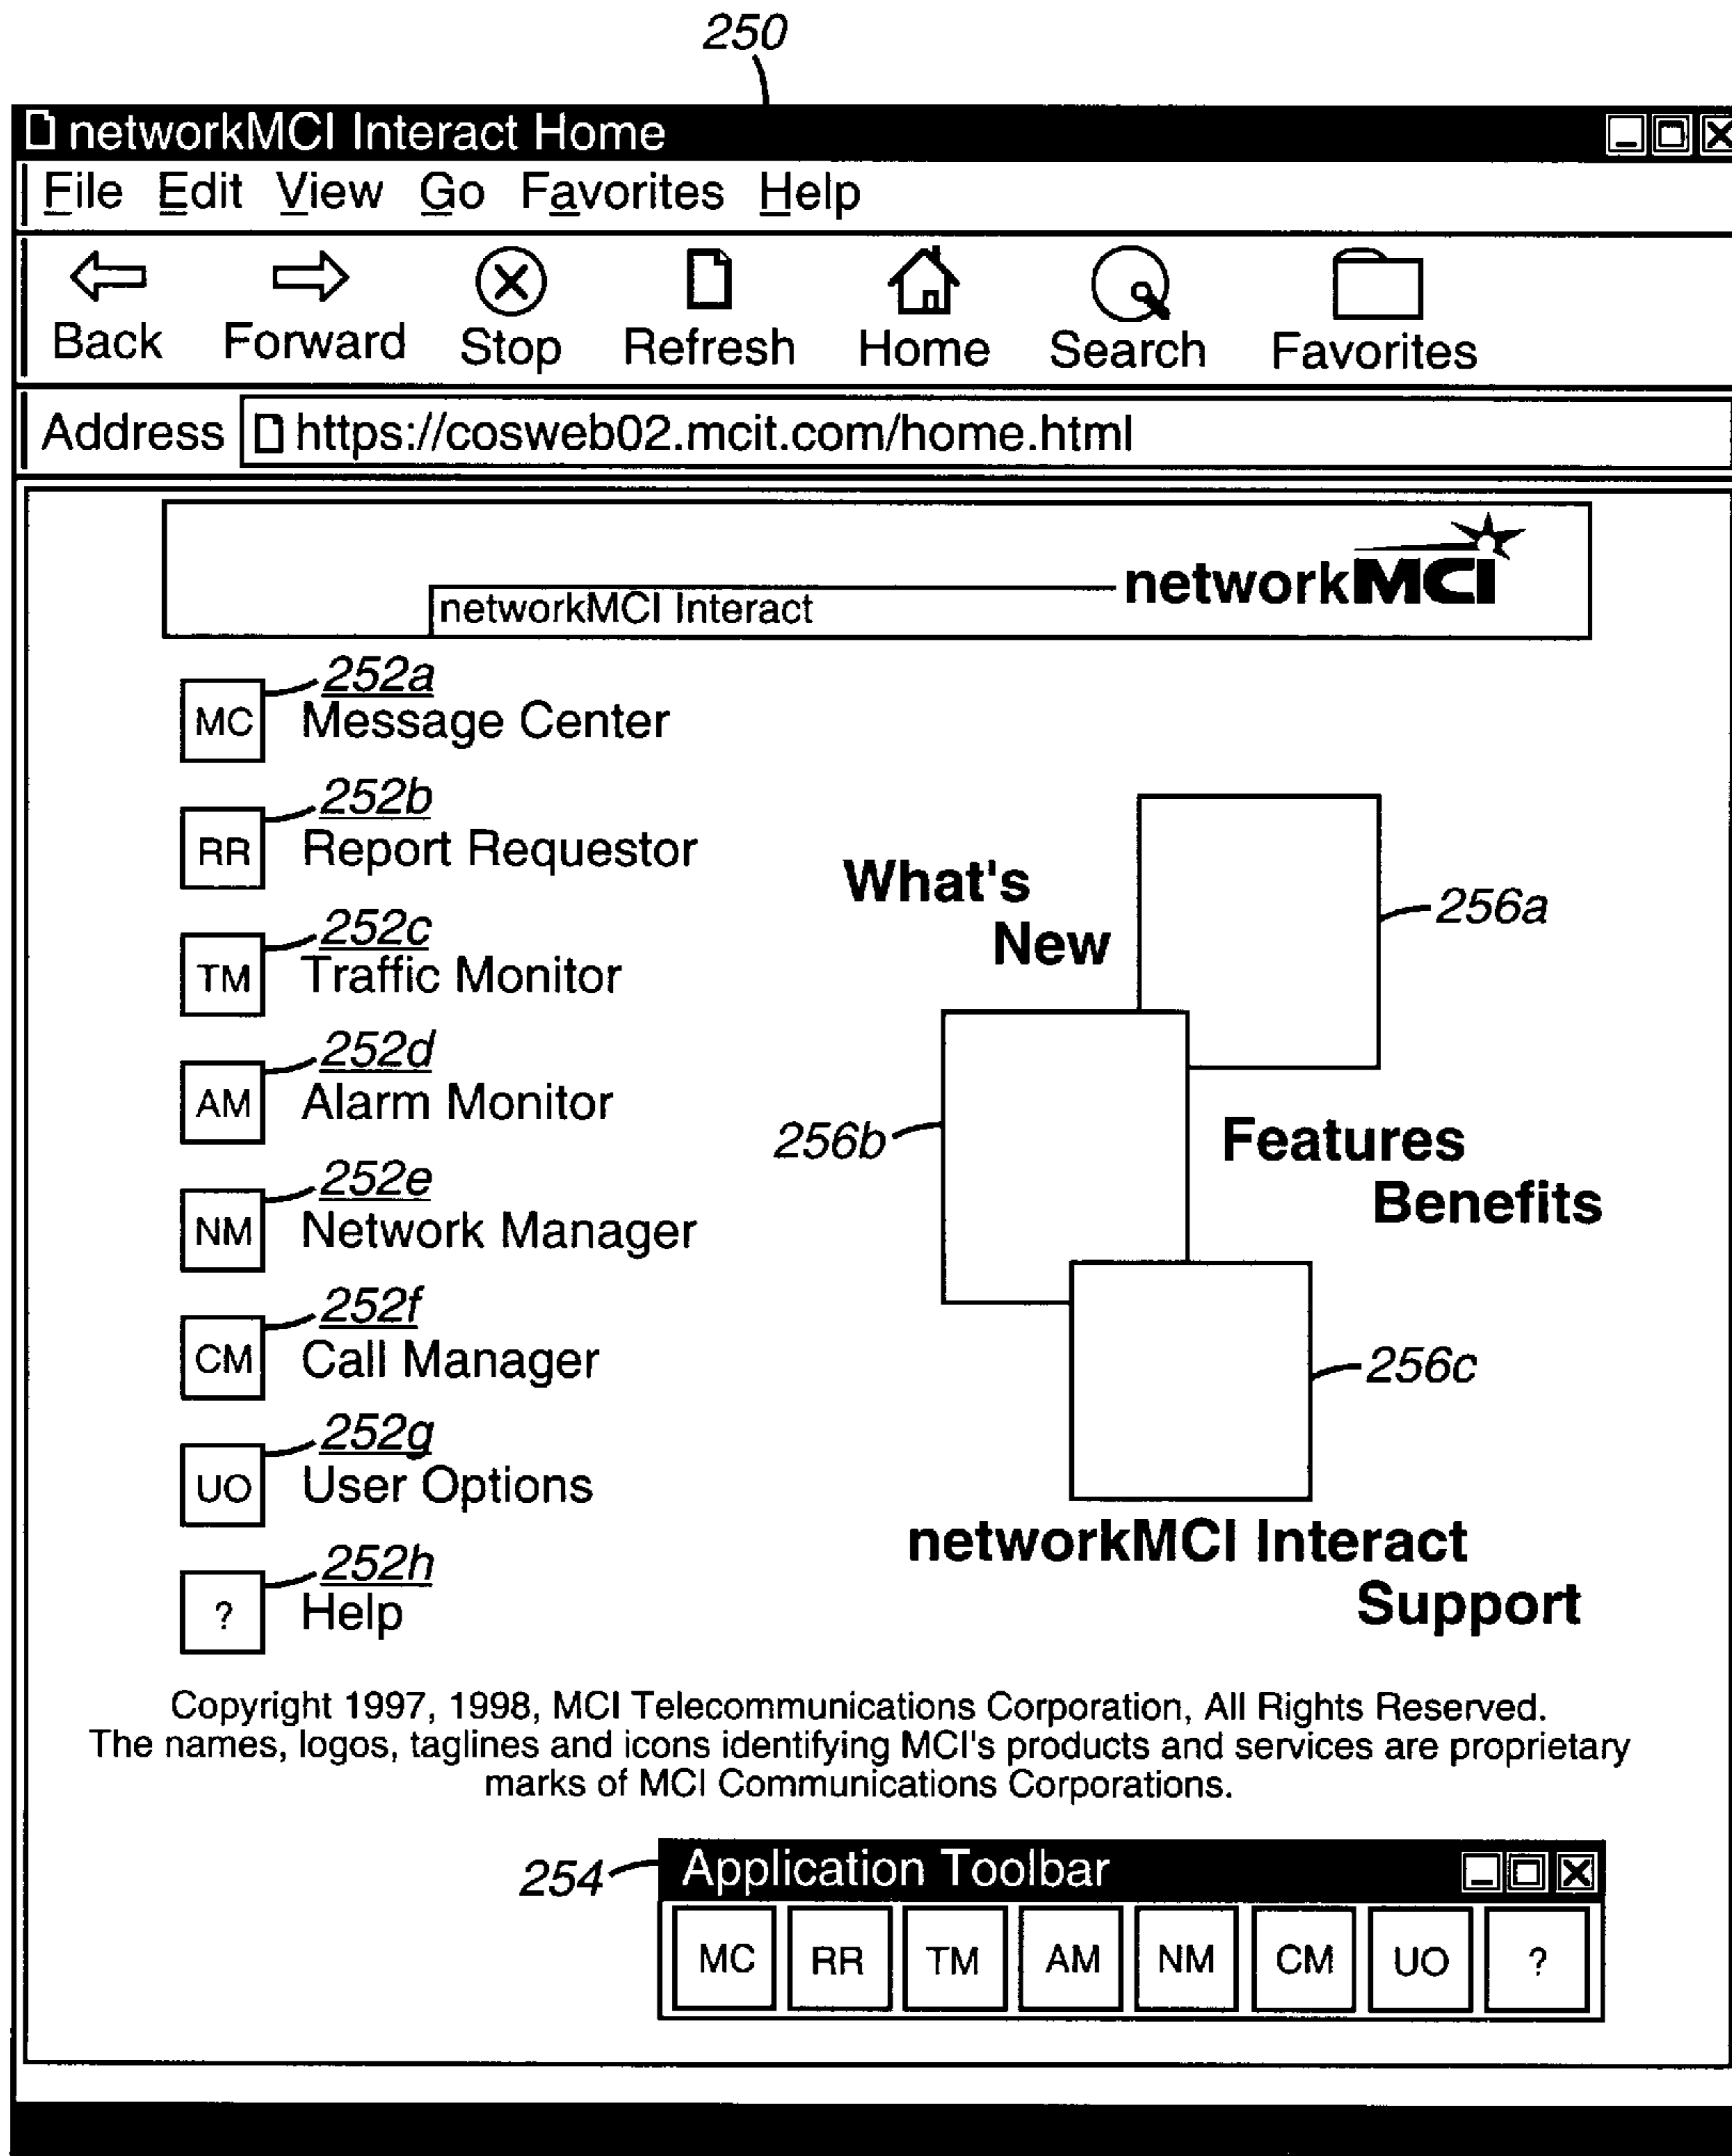 250
networkMCI Interact Home
File Edit View Go Favorites Help
Back Forward Stop Refresh Home Search Favorites
Address https://cosweb02.mcit.com/home.html
networkMCI
networkMCI Interact
252a
MC Message Center
252b
RR Report Requestor
252c
TM Traffic Monitor
252d
AM Alarm Monitor
252e
NM Network Manager
252f
CM Call Manager
252g
UO User Options
252h
? Help
What's
New
256a
256b
Features
Benefits
256c
networkMCI Interact
Support
Copyright 1997, 1998, MCI Telecommunications Corporation, All Rights Reserved.
The names, logos, taglines and icons identifying MCI's products and services are proprietary
marks of MCI Communications Corporations.
254
Application Toolbar
MC RR TM AM NM CM UO ?